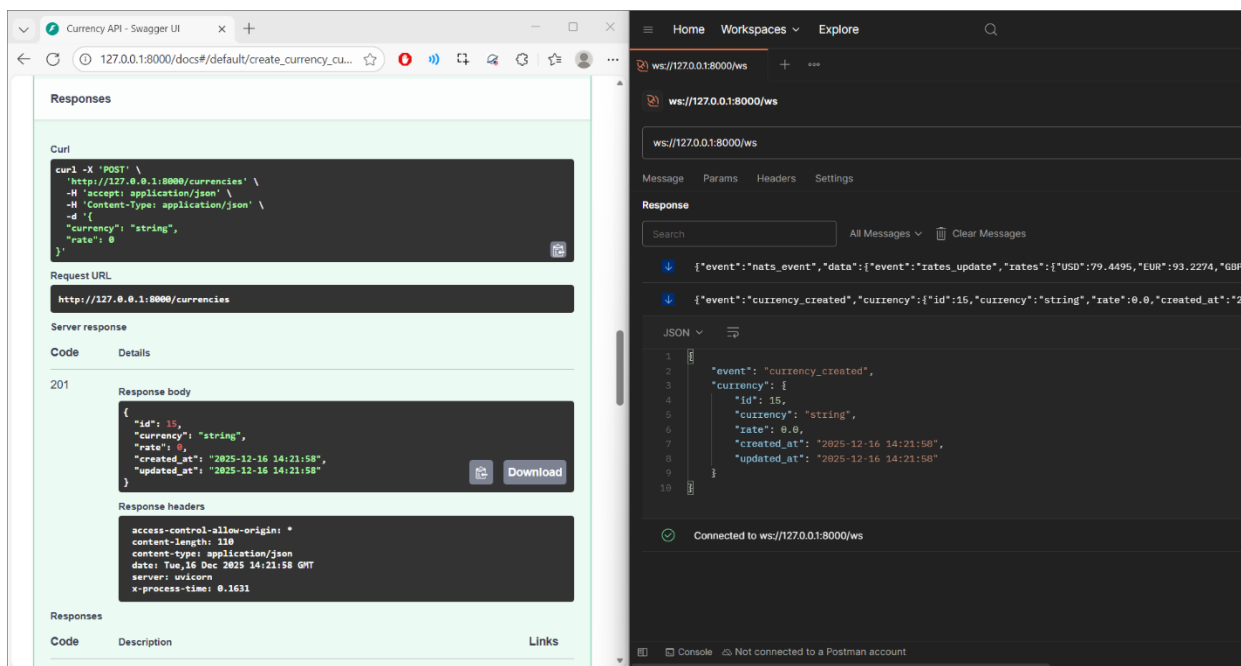 Currency API - Swagger UI
127.0.0.1:8000/docs#/default/create_currency_cu...
Responses
Curl
curl -X 'POST' \
'http://127.0.0.1:8000/currencies' \
-H 'accept: application/json' \
-H 'Content-Type: application/json' \
-d '{
"currency": "string",
"rate": 0
}'
Request URL
http://127.0.0.1:8000/currencies
Server response
Code Details
201
Response body
{
"id": 15,
"currency": "string",
"rate": 0,
"created_at": "2025-12-16 14:21:58",
"updated_at": "2025-12-16 14:21:58"
}
Download
Response headers
access-control-allow-origin: *
content-length: 110
content-type: application/json
date: Tue,16 Dec 2025 14:21:58 GMT
server: uvicorn
x-process-time: 0.1631
Responses
Code Description Links
Home Workspaces Explore
ws://127.0.0.1:8000/ws
ws://127.0.0.1:8000/ws
ws://127.0.0.1:8000/ws
Message Params Headers Settings
Response
Search All Messages Clear Messages
{"event":"nats_event","data":{"event":"rates_update","rates":{"USD":79.4495,"EUR":93.2274,"GBP
{"event":"currency_created","currency":{"id":15,"currency":"string","rate":0.0,"created_at":"2
JSON
1 {
2 "event": "currency_created",
3 "currency": {
4 "id": 15,
5 "currency": "string",
6 "rate": 0.0,
7 "created_at": "2025-12-16 14:21:58",
8 "updated_at": "2025-12-16 14:21:58"
9 }
10 }
Connected to ws://127.0.0.1:8000/ws
Console Not connected to a Postman account